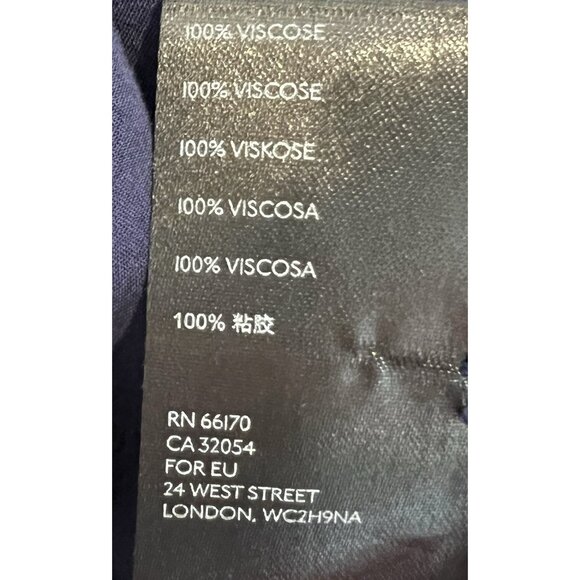 100% VISCOSE
100% VISCOSE
100% VISKOSE
100% VISCOSA
100% VISCOSA
100% 粘胶
RN 66170
CA 32054
FOR EU
24 WEST STREET
LONDON, WC2H9NA